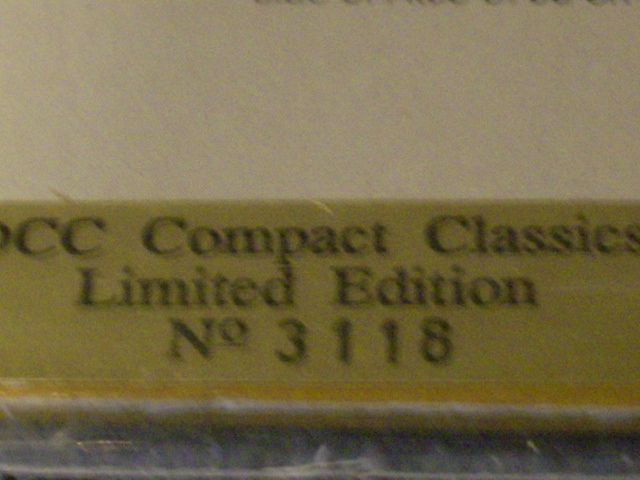 DCC Compact Classics
Limited Edition
Nº 3118